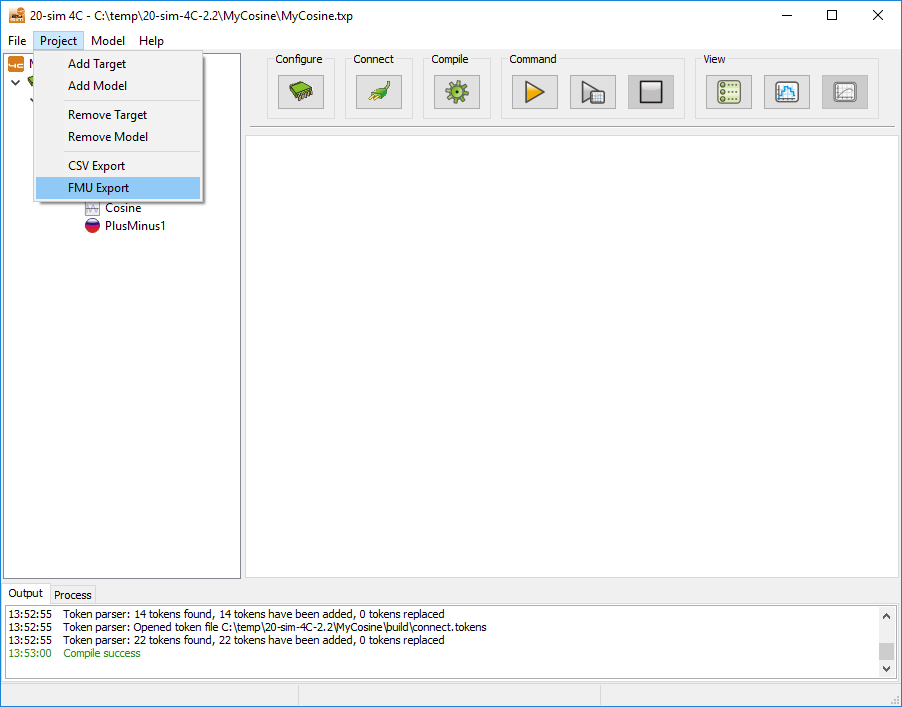 20-sim 4C - C:\temp\20-sim-4C-2.2\MyCosine\MyCosine.txp
File Project Model Help
Add Target
Add Model
Remove Target
Remove Model
CSV Export
FMU Export
Cosine
PlusMinus1
Configure Connect Compile Command View
Output Process
13:52:55 Token parser: 14 tokens found, 14 tokens have been added, 0 tokens replaced
13:52:55 Token parser: Opened token file C:\temp\20-sim-4C-2.2\MyCosine\build\connect.tokens
13:52:55 Token parser: 22 tokens found, 22 tokens have been added, 0 tokens replaced
13:53:00 Compile success